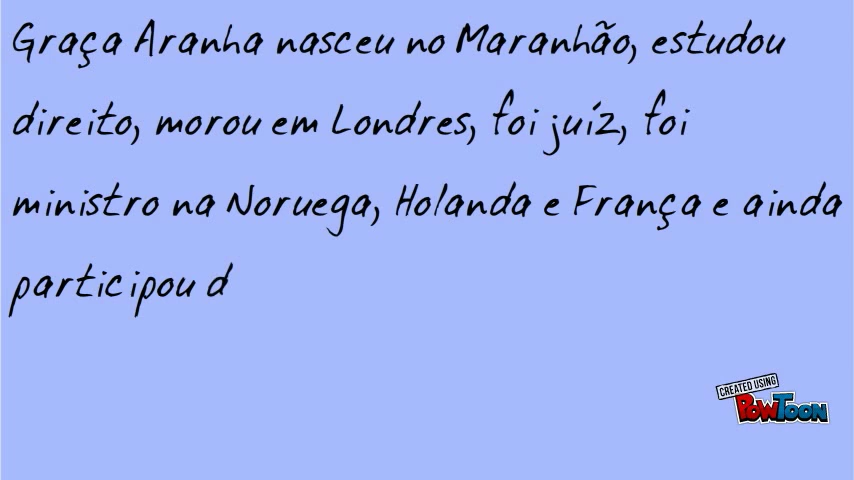 Graça Aranha nasceu no Maranhão, estudou
direito, morou em Londres, foi juíz, foi
ministro na Noruega, Holanda e França e ainda
participou d
CREATED USING
POWTOON